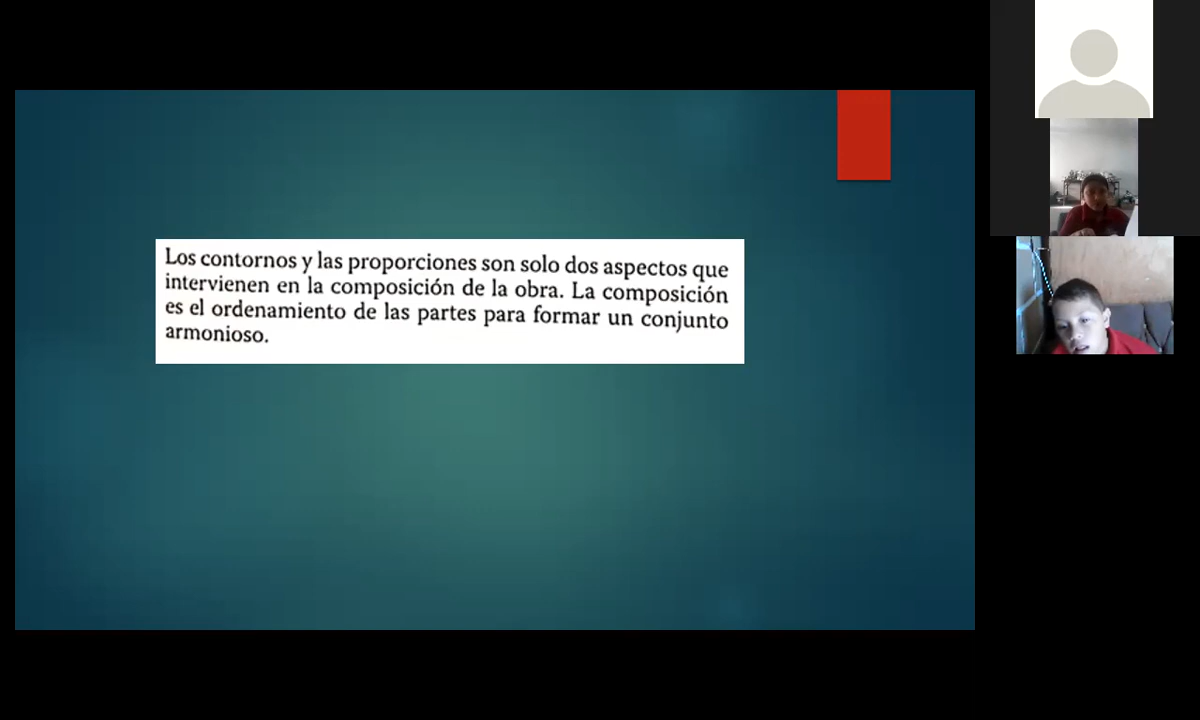 Los contornos y las proporciones son solo dos aspectos que
intervienen en la composición de la obra. La composición
es el ordenamiento de las partes para formar un conjunto
armonioso.